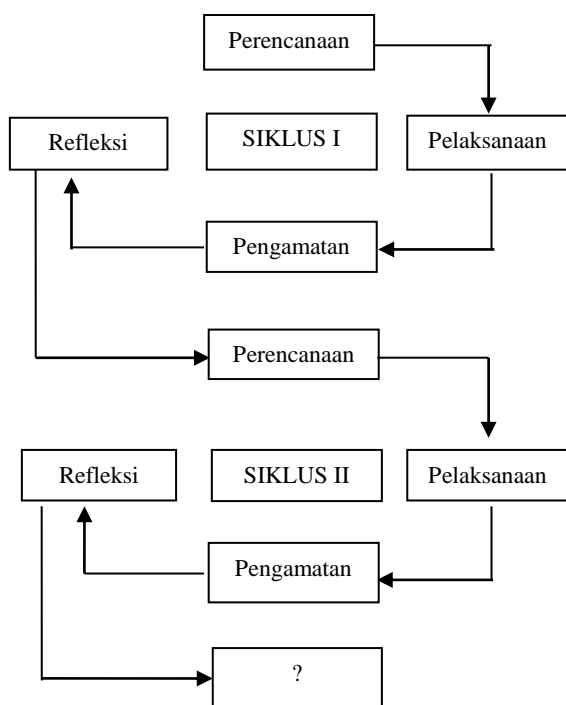 Perencanaan
Refleksi
SIKLUS I
Pelaksanaan
Pengamatan
Perencanaan
Refleksi
SIKLUS II
Pelaksanaan
Pengamatan
?